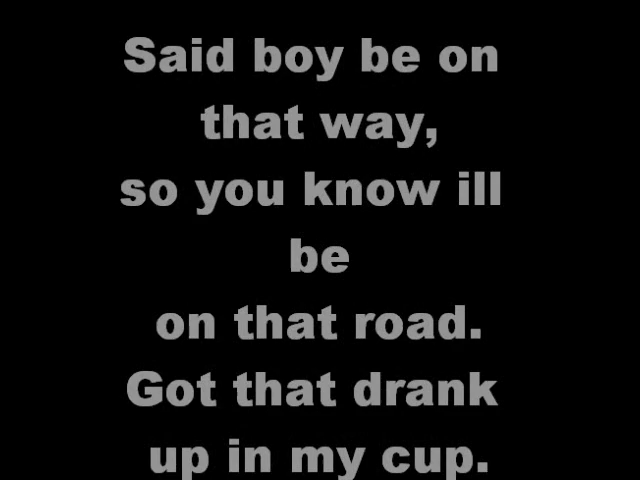 Said boy be on
that way,
so you know ill
be
on that road.
Got that drank
up in my cup.